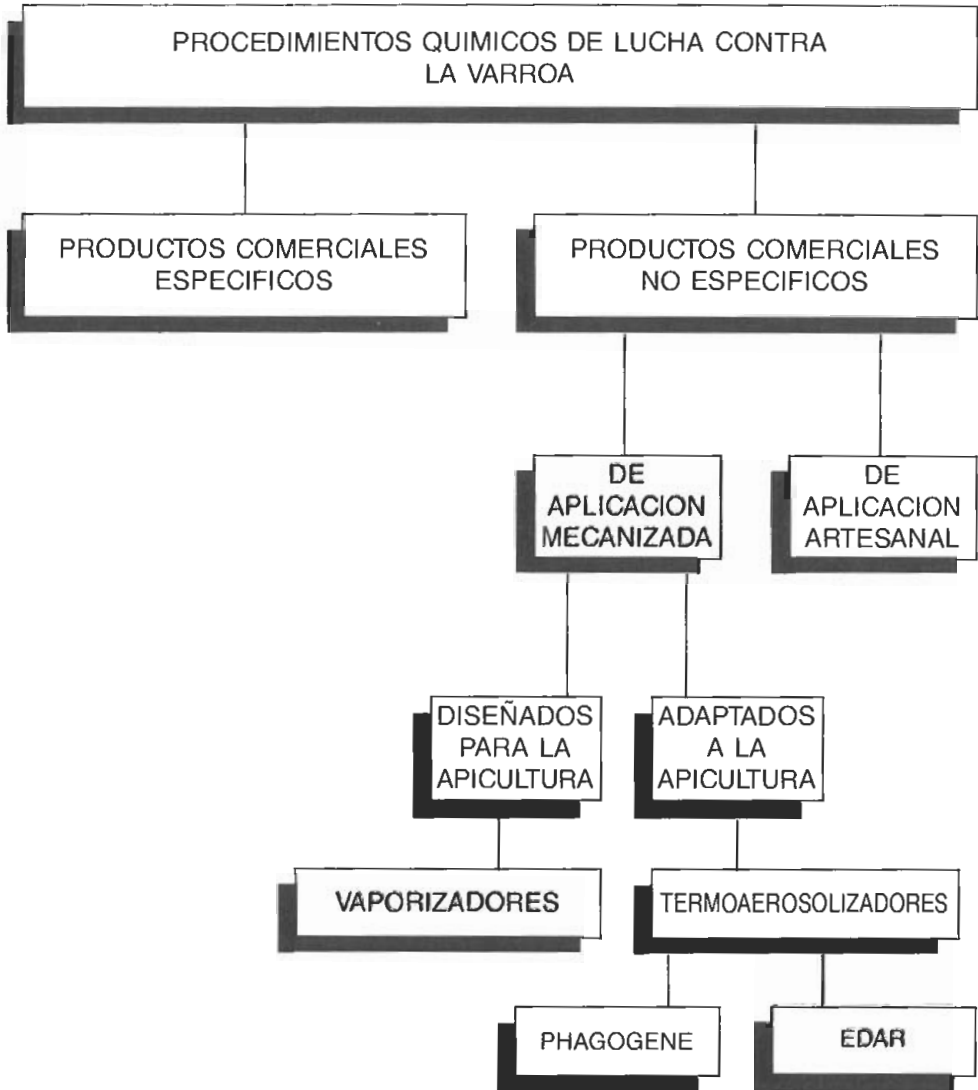 PROCEDIMIENTOS QUIMICOS DE LUCHA CONTRA
LA VARROA
PRODUCTOS COMERCIALES
ESPECIFICOS
PRODUCTOS COMERCIALES
NO ESPECIFICOS
DE
APLICACION
MECANIZADA
DE
APLICACION
ARTESANAL
DISEÑADOS
PARA LA
APICULTURA
ADAPTADOS
A LA
APICULTURA
VAPORIZADORES
TERMOAEROSOLIZADORES
PHAGOGENE
EDAR